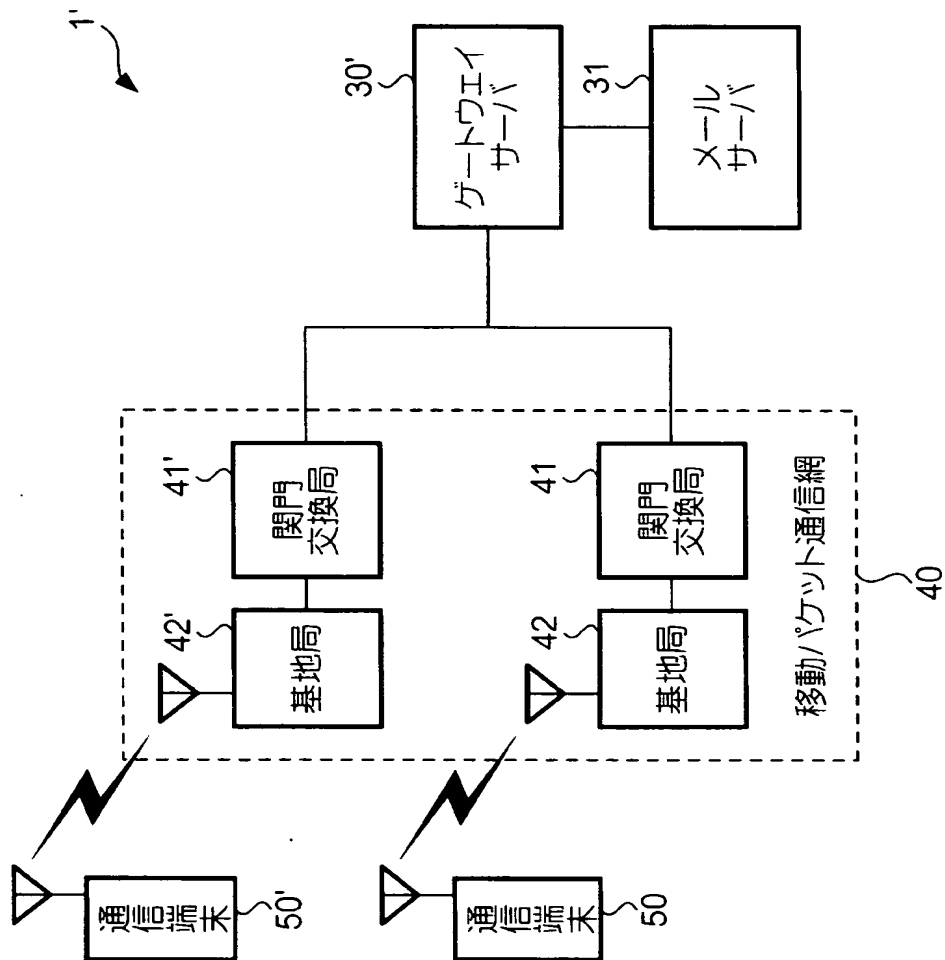 1'
30'
ゲートウェイ
サーバ
31
メール
サーバ
41'
関門
交換局
42'
基地局
41
関門
交換局
42
基地局
移動パケット通信網
40
通信端末
50'
通信端末
50